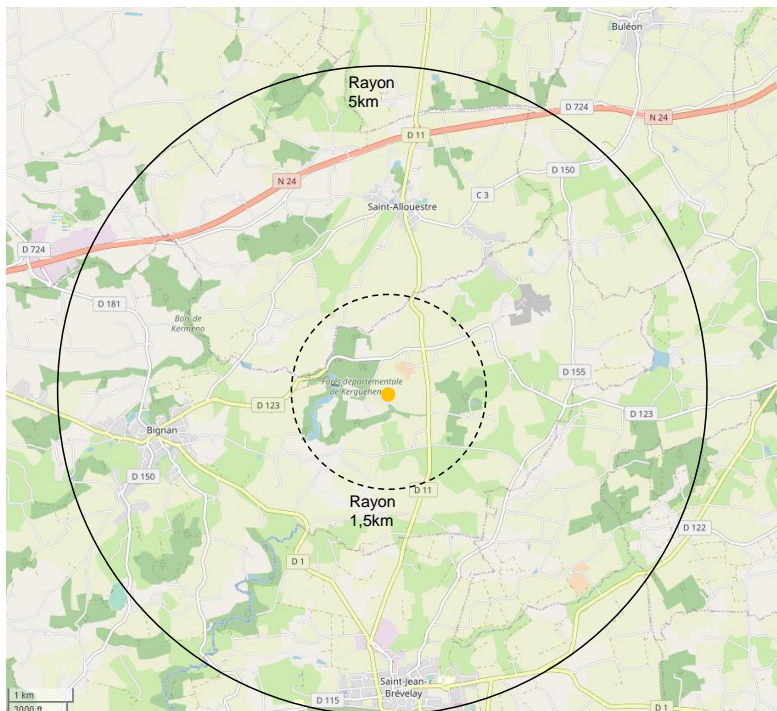 Buléon
Rayon
5km
D 724
N 24
D 11
D 150
N 24
C 3
Saint-Allouestre
D 724
D 181
Bois de
Kermeno
D 155
Forêt départementale
de Kerguéhen
D 123
D 123
Bignan
D 150
D 11
Rayon
1,5km
D 122
D 1
Saint-Jean-
Brévelay
1 km
3000 ft
D 115
D 1